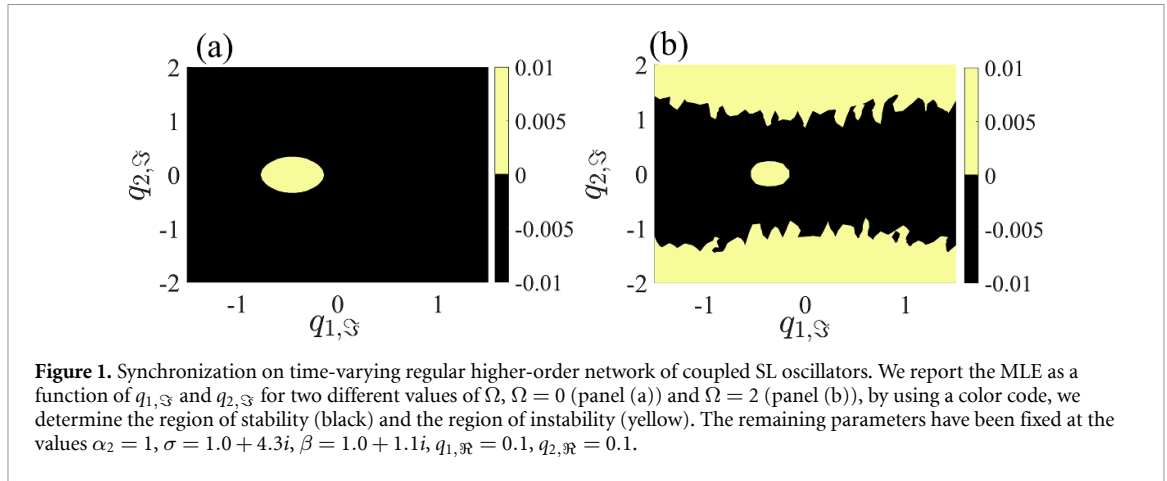 (a)
2
1
0
-1
-2
q₂,ℑ
-1 0 1
q₁,ℑ
0.01
0.005
0
-0.005
-0.01
(b)
2
1
0
-1
-2
q₂,ℑ
-1 0 1
q₁,ℑ
0.01
0.005
0
-0.005
-0.01
Figure 1. Synchronization on time-varying regular higher-order network of coupled SL oscillators. We report the MLE as a
function of q₁,ℑ and q₂,ℑ for two different values of Ω, Ω = 0 (panel (a)) and Ω = 2 (panel (b)), by using a color code, we
determine the region of stability (black) and the region of instability (yellow). The remaining parameters have been fixed at the
values α₂ = 1, σ = 1.0 + 4.3i, β = 1.0 + 1.1i, q₁,ℜ = 0.1, q₂,ℜ = 0.1.